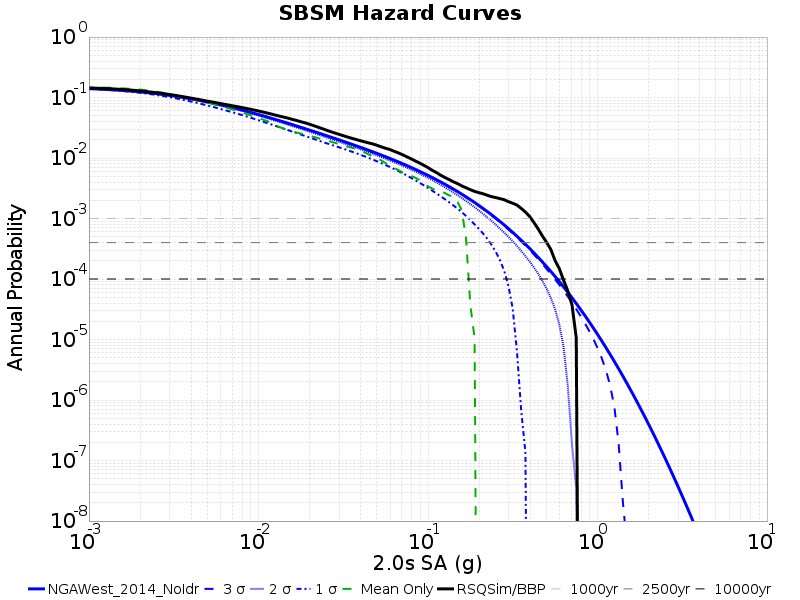 SBSM Hazard Curves
Annual Probability
10^0
10^-1
10^-2
10^-3
10^-4
10^-5
10^-6
10^-7
10^-8
10^-3 10^-2 10^-1 10^0 10^1
2.0s SA (g)
NGAWest_2014_NoIdr 3 σ 2 σ 1 σ Mean Only RSQSim/BBP 1000yr 2500yr 10000yr